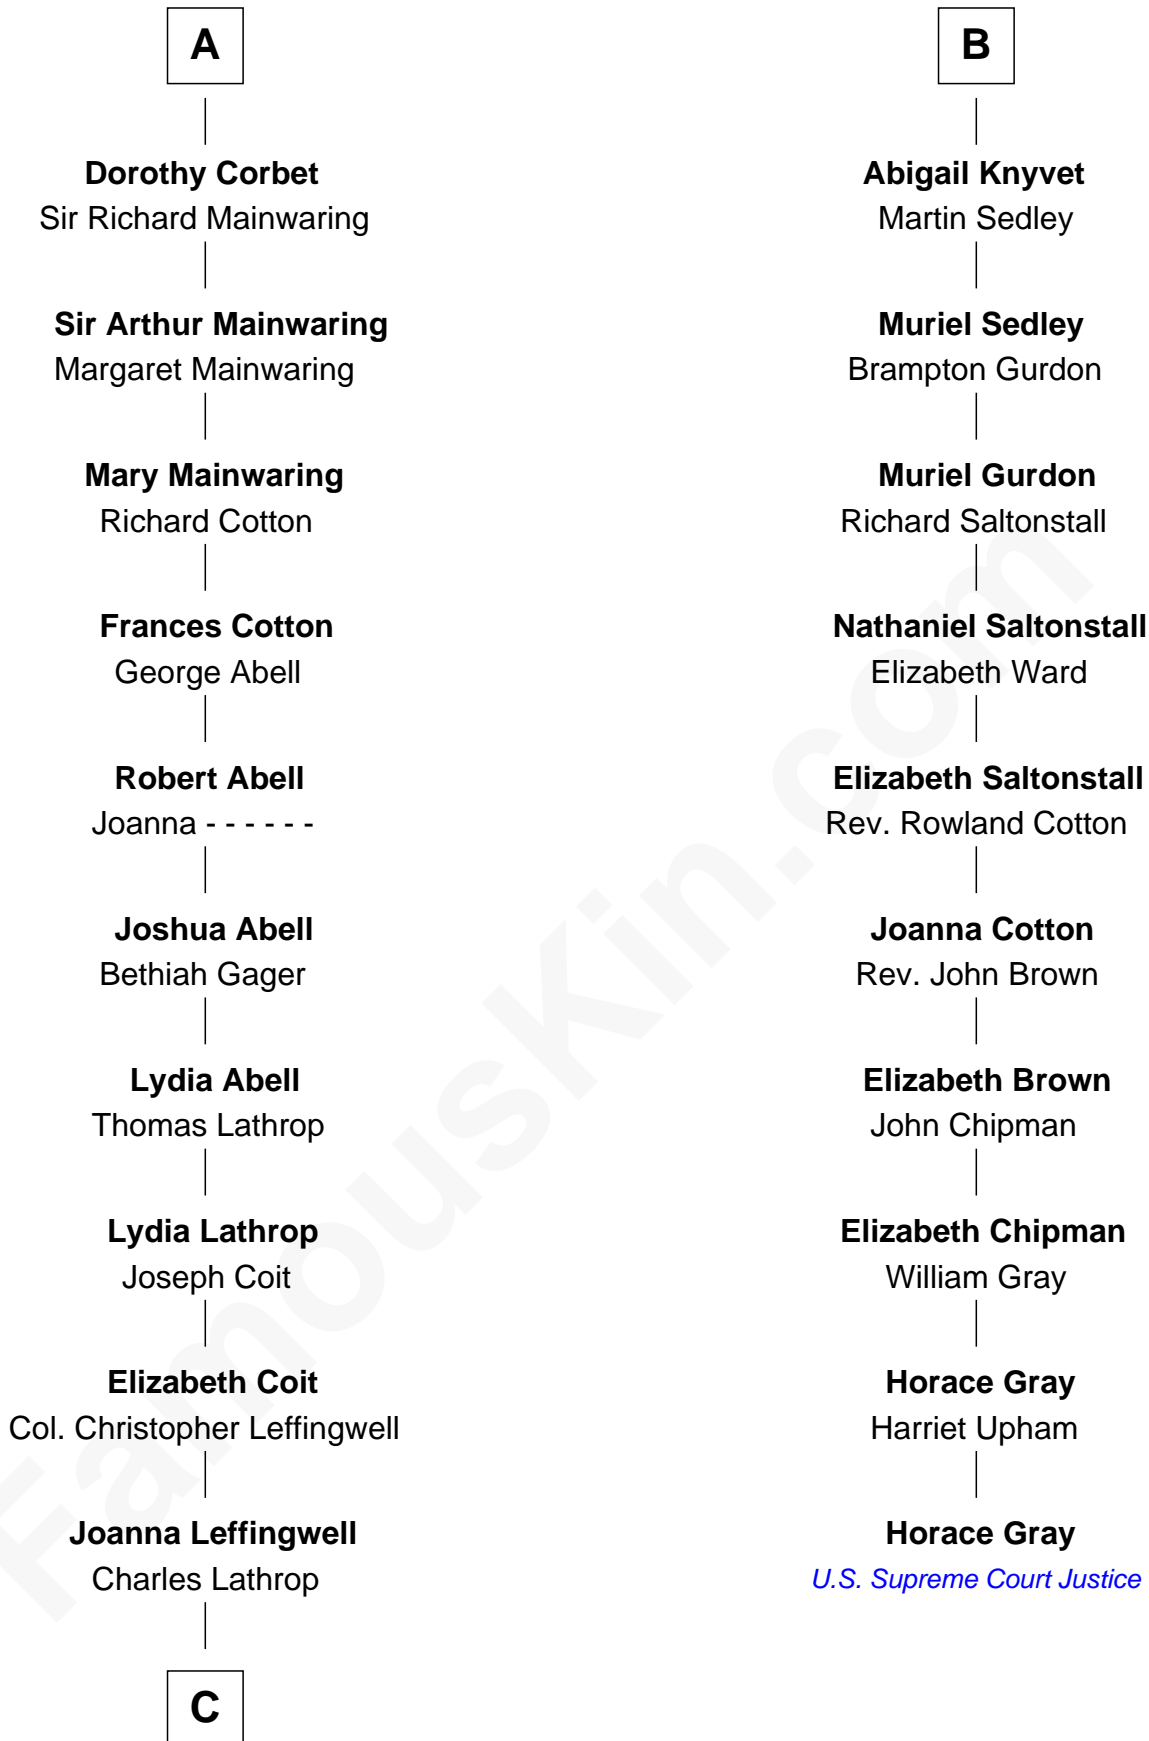 A
Dorothy Corbet
Sir Richard Mainwaring
Sir Arthur Mainwaring
Margaret Mainwaring
Mary Mainwaring
Richard Cotton
Frances Cotton
George Abell
Robert Abell
Joanna - - - - - -
Joshua Abell
Bethiah Gager
Lydia Abell
Thomas Lathrop
Lydia Lathrop
Joseph Coit
Elizabeth Coit
Col. Christopher Leffingwell
Joanna Leffingwell
Charles Lathrop
C
B
Abigail Knyvet
Martin Sedley
Muriel Sedley
Brampton Gurdon
Muriel Gurdon
Richard Saltonstall
Nathaniel Saltonstall
Elizabeth Ward
Elizabeth Saltonstall
Rev. Rowland Cotton
Joanna Cotton
Rev. John Brown
Elizabeth Brown
John Chipman
Elizabeth Chipman
William Gray
Horace Gray
Harriet Upham
Horace Gray
U.S. Supreme Court Justice
FamousKin.com